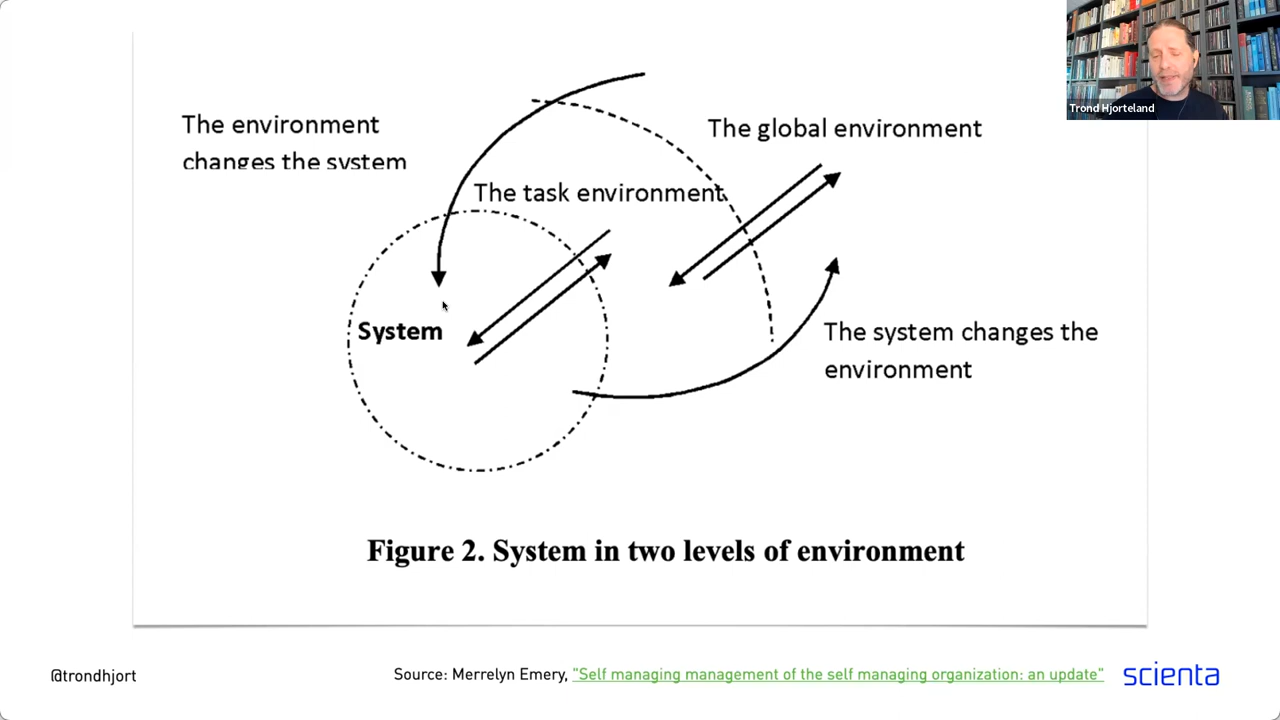 Trond Hjorteland
The environment
changes the system
The global environment
The task environment
System
The system changes the
environment
Figure 2. System in two levels of environment
@trondhjort
Source: Merrelyn Emery, "Self managing management of the self managing organization: an update"
scienta